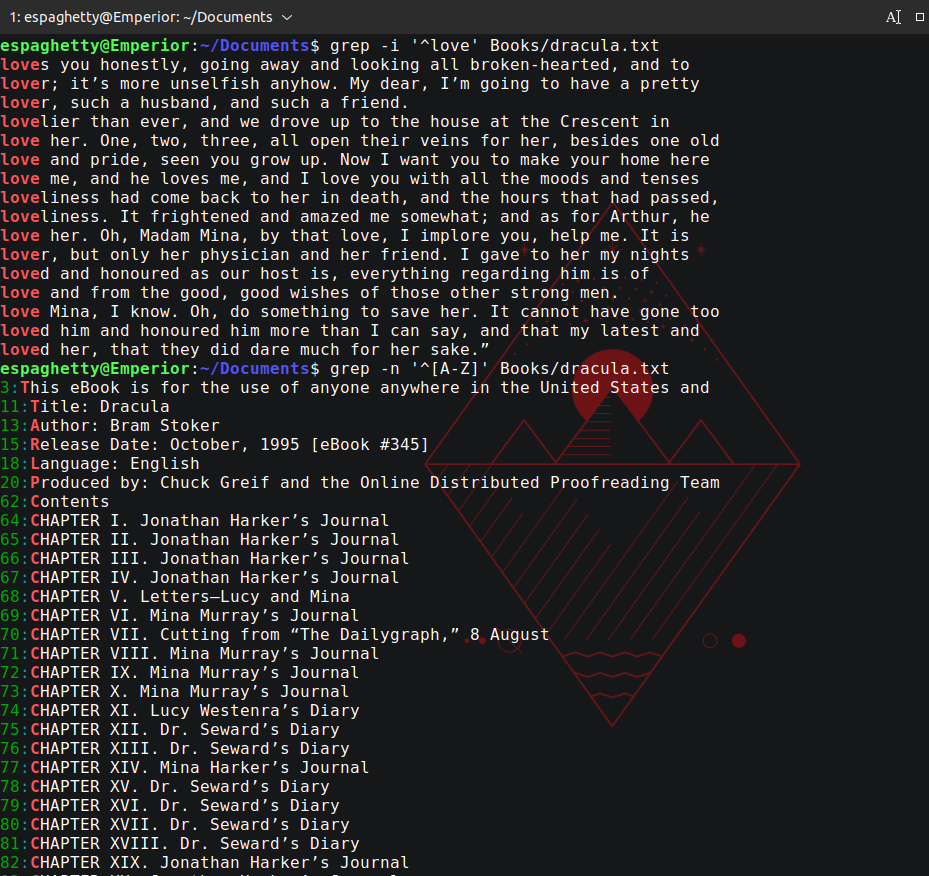 1: espaghetty@Emperior: ~/Documents
espaghetty@Emperior:~/Documents$ grep -i '^love' Books/dracula.txt
loves you honestly, going away and looking all broken-hearted, and to
lover; it’s more unselfish anyhow. My dear, I’m going to have a pretty
lover, such a husband, and such a friend.
lovelier than ever, and we drove up to the house at the Crescent in
love her. One, two, three, all open their veins for her, besides one old
love and pride, seen you grow up. Now I want you to make your home here
love me, and he loves me, and I love you with all the moods and tenses
loveliness had come back to her in death, and the hours that had passed,
loveliness. It frightened and amazed me somewhat; and as for Arthur, he
love her. Oh, Madam Mina, by that love, I implore you, help me. It is
lover, but only her physician and her friend. I gave to her my nights
loved and honoured as our host is, everything regarding him is of
love and from the good, good wishes of those other strong men.
love Mina, I know. Oh, do something to save her. It cannot have gone too
loved him and honoured him more than I can say, and that my latest and
loved her, that they did dare much for her sake.”
espaghetty@Emperior:~/Documents$ grep -n '^[A-Z]' Books/dracula.txt
3:This eBook is for the use of anyone anywhere in the United States and
11:Title: Dracula
13:Author: Bram Stoker
15:Release Date: October, 1995 [eBook #345]
18:Language: English
20:Produced by: Chuck Greif and the Online Distributed Proofreading Team
62:Contents
64:CHAPTER I. Jonathan Harker’s Journal
65:CHAPTER II. Jonathan Harker’s Journal
66:CHAPTER III. Jonathan Harker’s Journal
67:CHAPTER IV. Jonathan Harker’s Journal
68:CHAPTER V. Letters—Lucy and Mina
69:CHAPTER VI. Mina Murray’s Journal
70:CHAPTER VII. Cutting from “The Dailygraph,” 8 August
71:CHAPTER VIII. Mina Murray’s Journal
72:CHAPTER IX. Mina Murray’s Journal
73:CHAPTER X. Mina Murray’s Journal
74:CHAPTER XI. Lucy Westenra’s Diary
75:CHAPTER XII. Dr. Seward’s Diary
76:CHAPTER XIII. Dr. Seward’s Diary
77:CHAPTER XIV. Mina Harker’s Journal
78:CHAPTER XV. Dr. Seward’s Diary
79:CHAPTER XVI. Dr. Seward’s Diary
80:CHAPTER XVII. Dr. Seward’s Diary
81:CHAPTER XVIII. Dr. Seward’s Diary
82:CHAPTER XIX. Jonathan Harker’s Journal